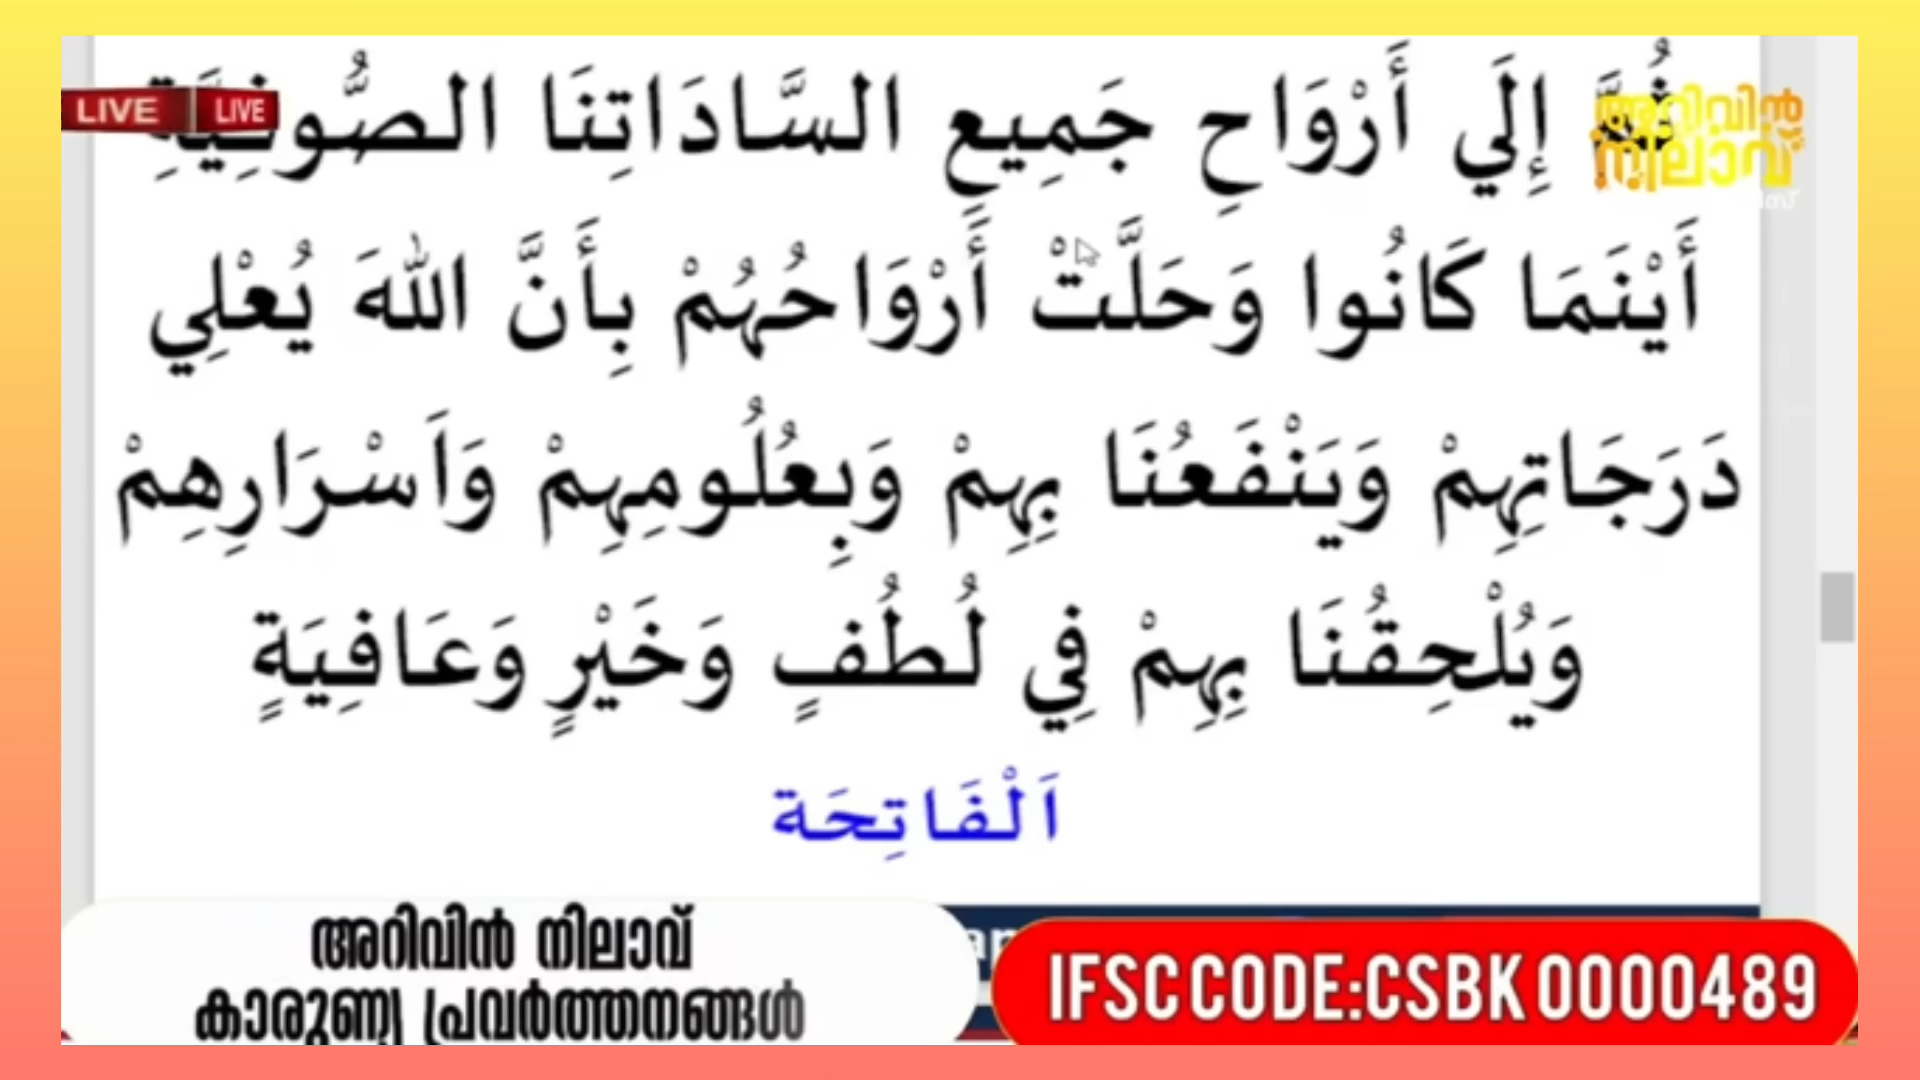 ثُمَّ إِلَي أَرْوَاحِ جَمِيعِ السَّادَاتِنَا الصُّوفِيَّةِ
أَيْنَمَا كَانُوا وَحَلَّتْ أَرْوَاحُهُمْ بِأَنَّ اللهَ يُعْلِي
دَرَجَاتِهِمْ وَيَنْفَعُنَا بِهِمْ وَبِعُلُومِهِمْ وَاَسْرَارِهِمْ
وَيُلْحِقُنَا بِهِمْ فِي لُطُفٍ وَخَيْرٍ وَعَافِيَةٍ
اَلْفَاتِحَة
LIVE LIVE
അറിവിൻ
നിലാവ്
അറിവിൻ നിലാവ്
കാരുണ്യ പ്രവർത്തനങ്ങൾ
IFSC CODE:CSBK 0000489